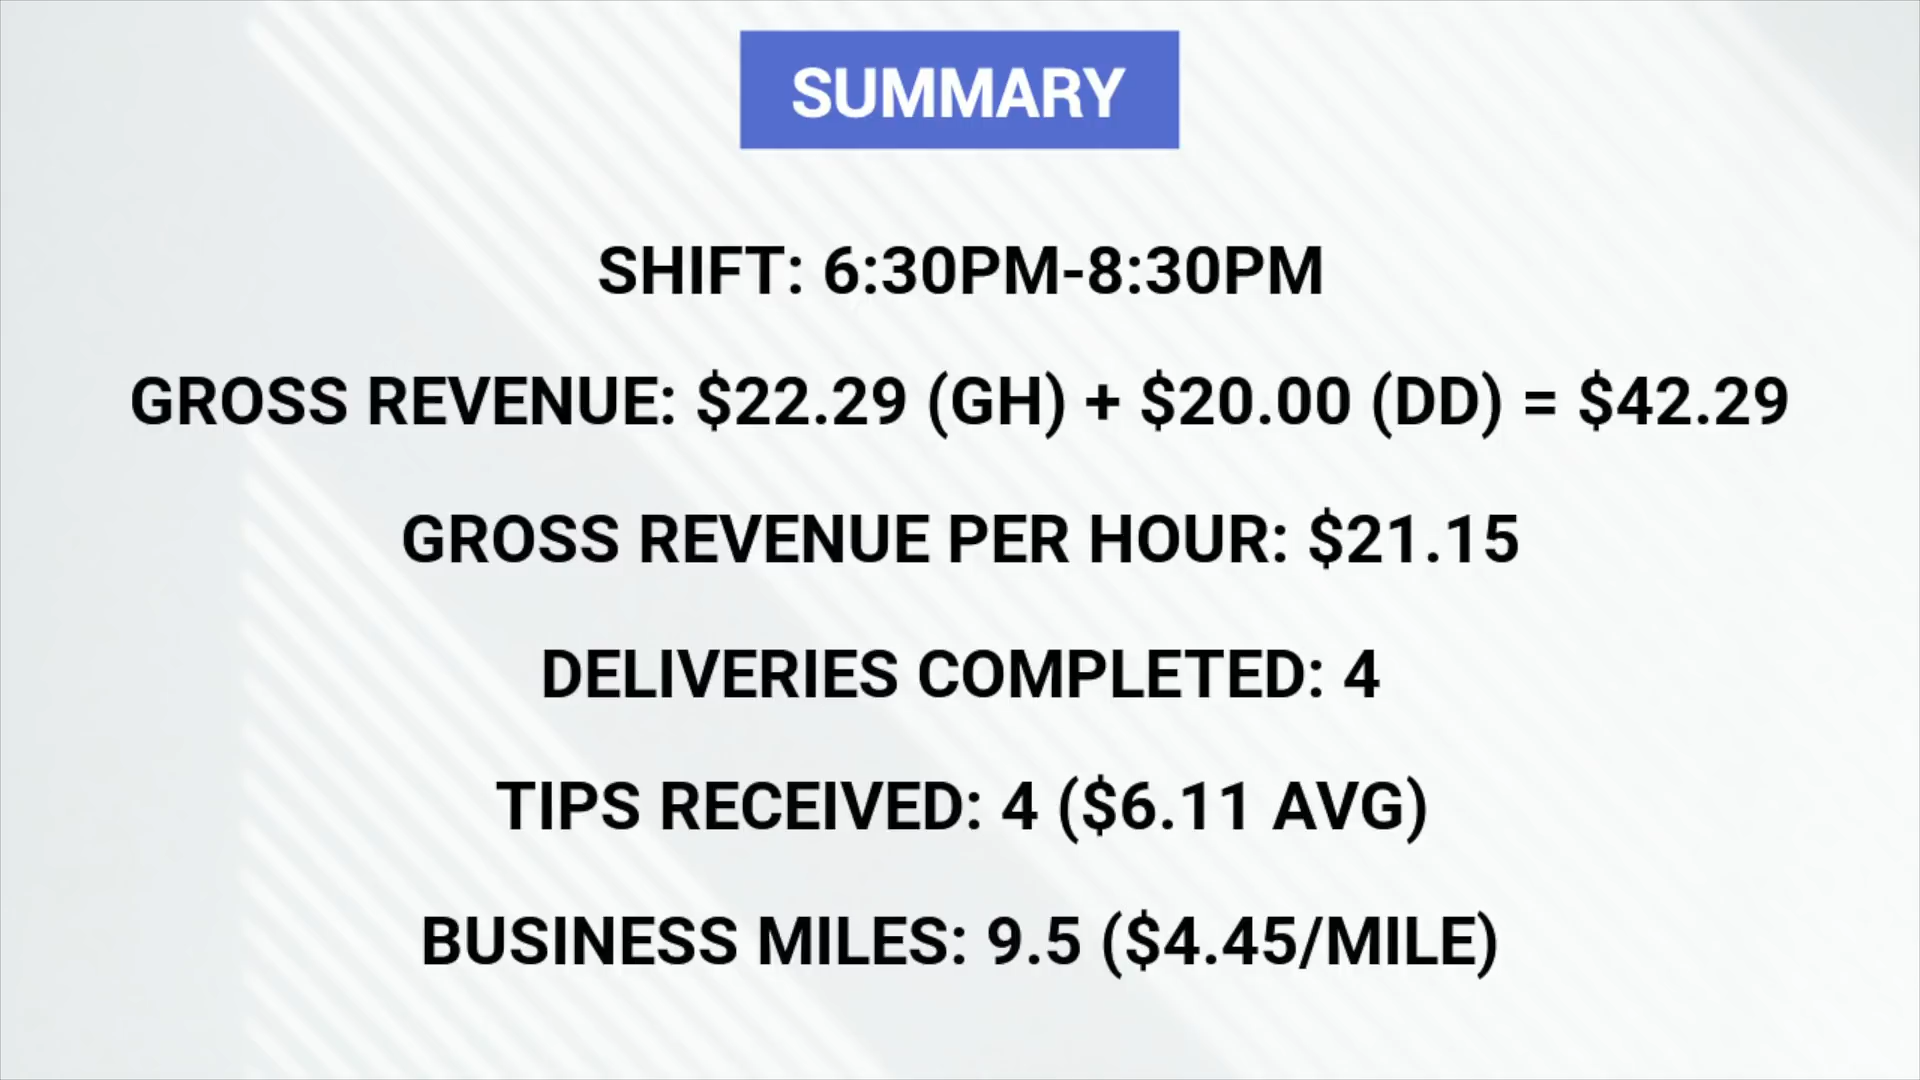 SUMMARY
SHIFT: 6:30PM-8:30PM
GROSS REVENUE: $22.29 (GH) + $20.00 (DD) = $42.29
GROSS REVENUE PER HOUR: $21.15
DELIVERIES COMPLETED: 4
TIPS RECEIVED: 4 ($6.11 AVG)
BUSINESS MILES: 9.5 ($4.45/MILE)